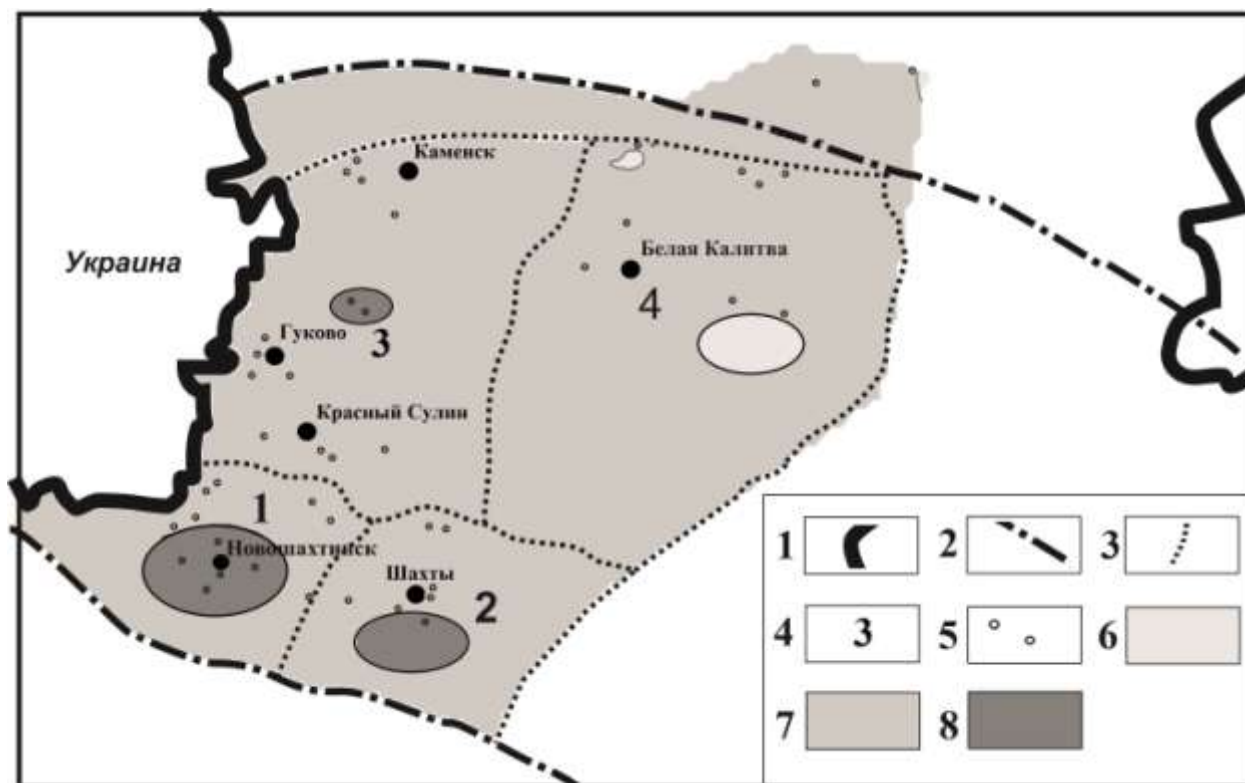 Каменск
Украина
Белая Калитва
4
Гуково
3
Красный Сулин
1
Новошахтинск
Шахты
2
1
2
3
4
3
5
6
7
8